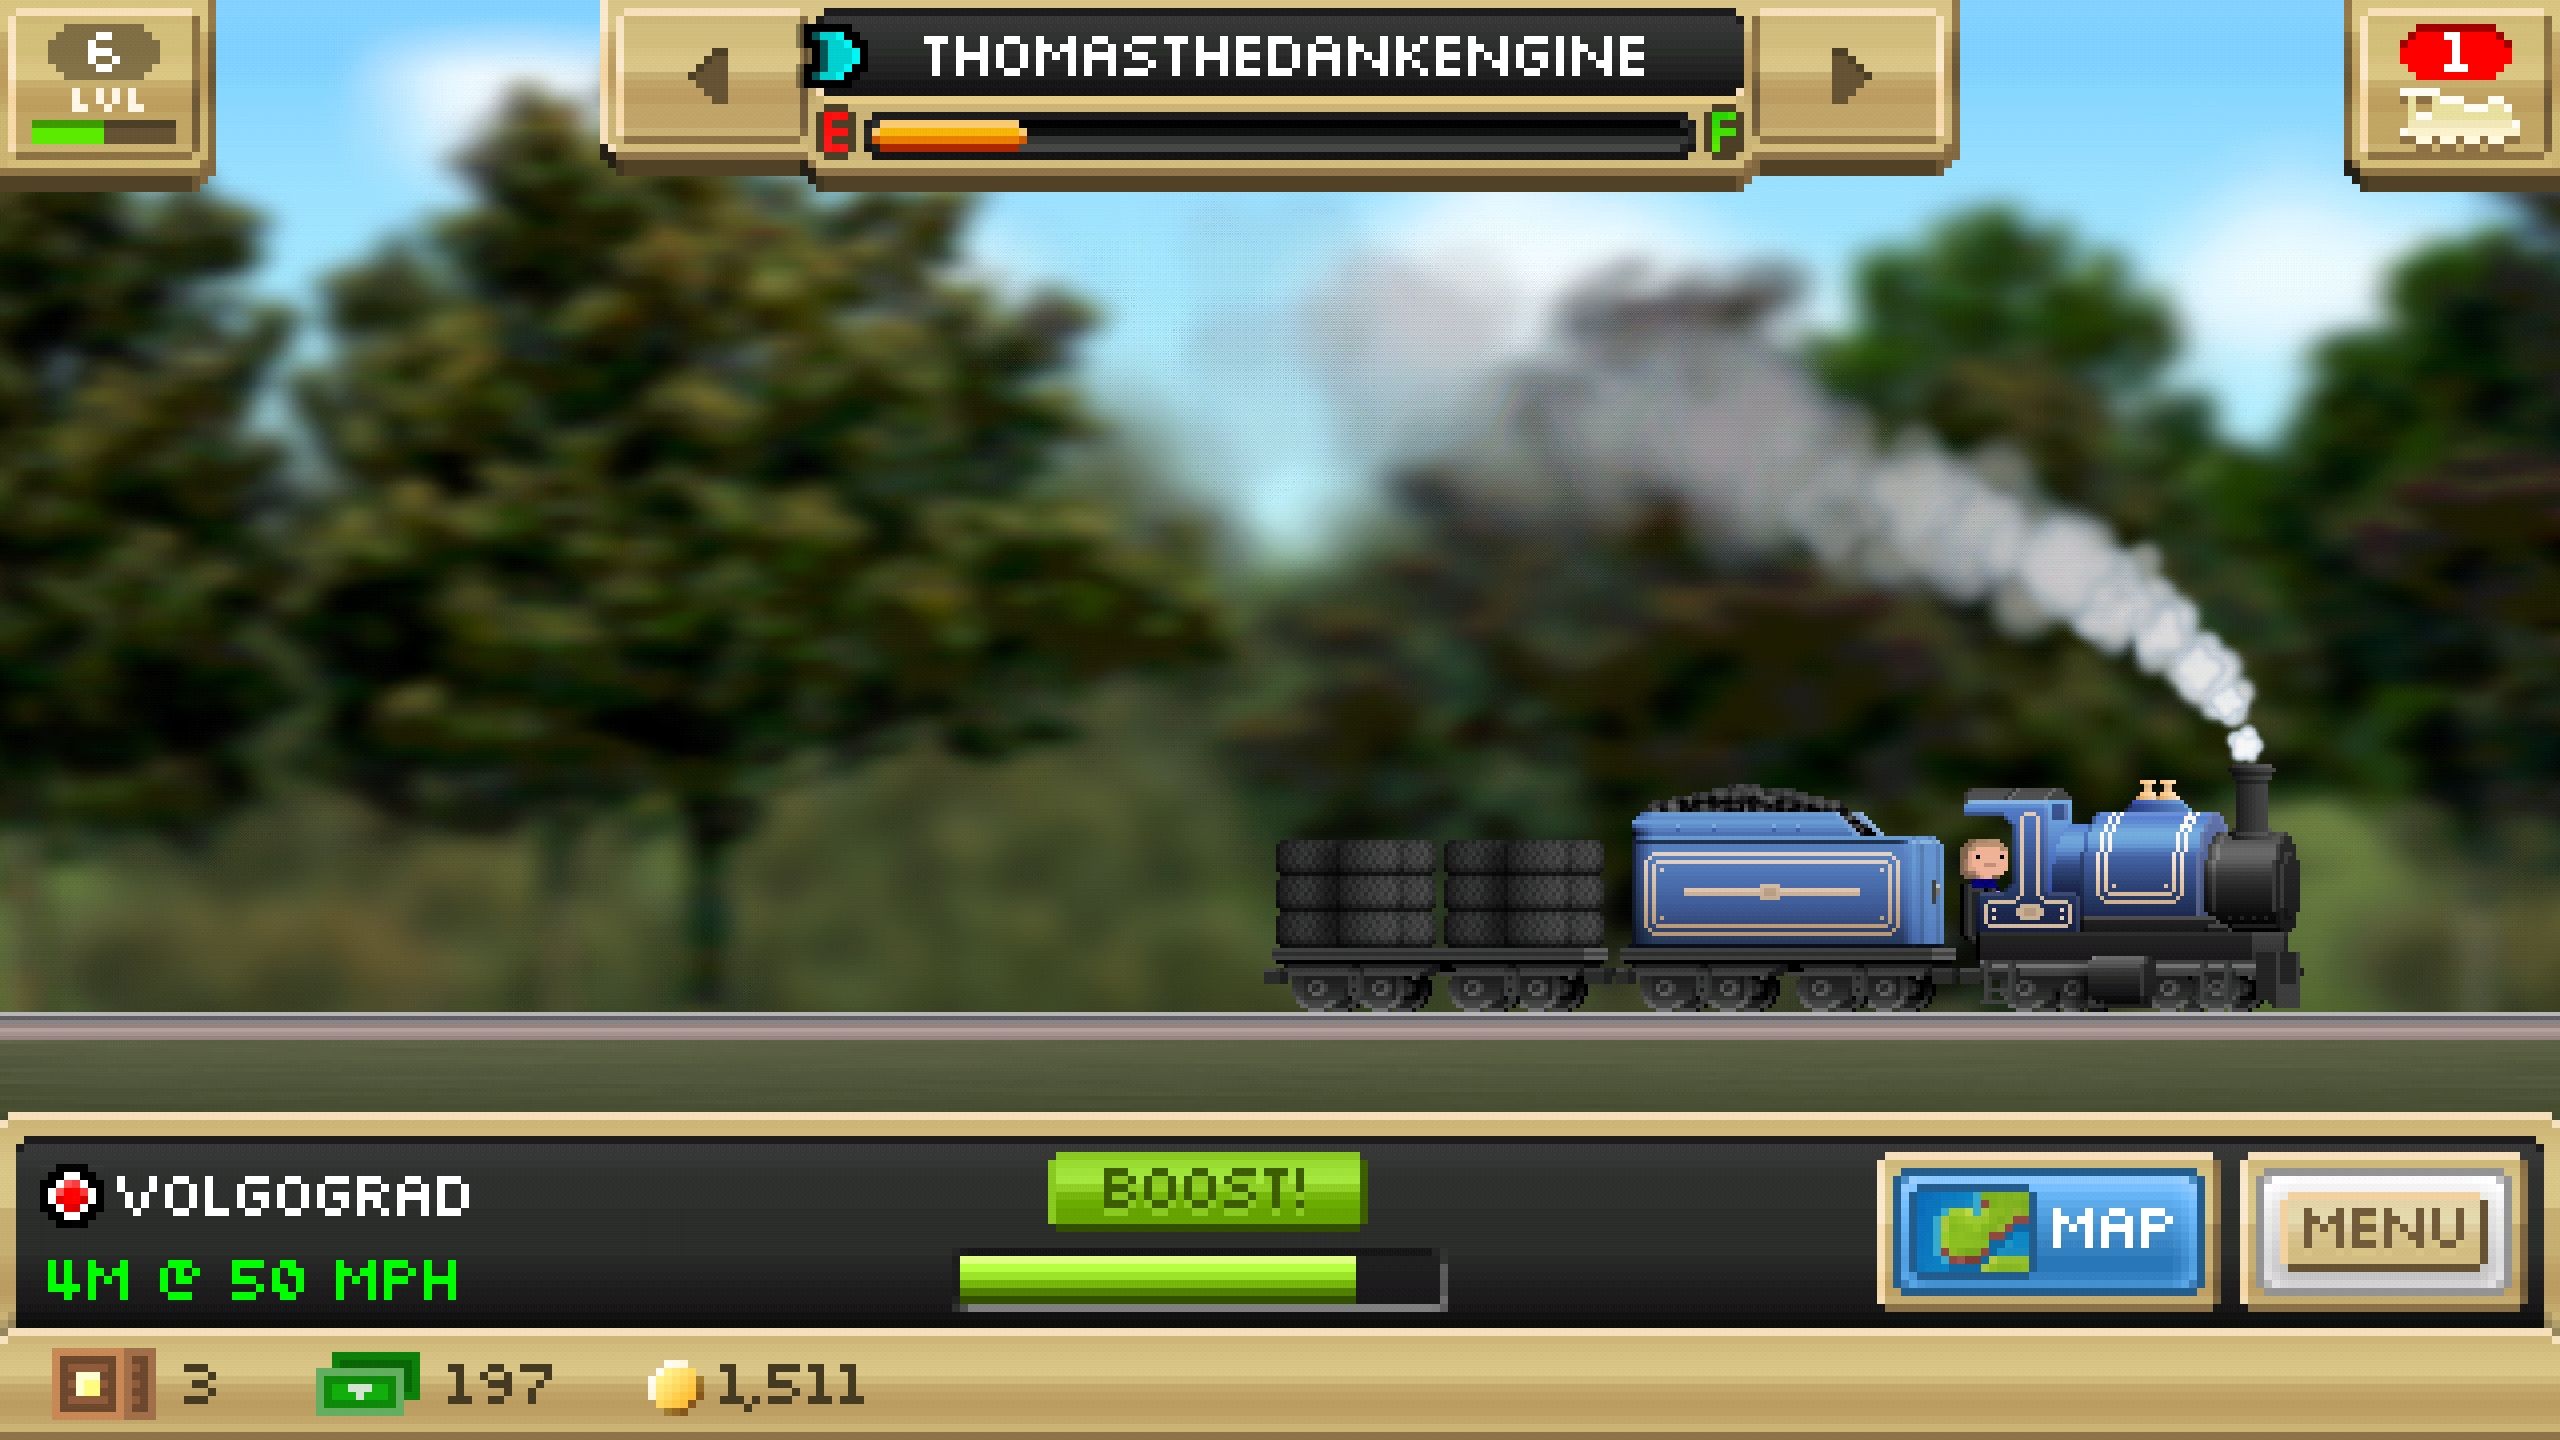 6
LVL
THOMASTHEDANKENGINE
E F
1
VOLGOGRAD
4M @ 50 MPH
BOOST!
MAP
MENU
3 197 1,511